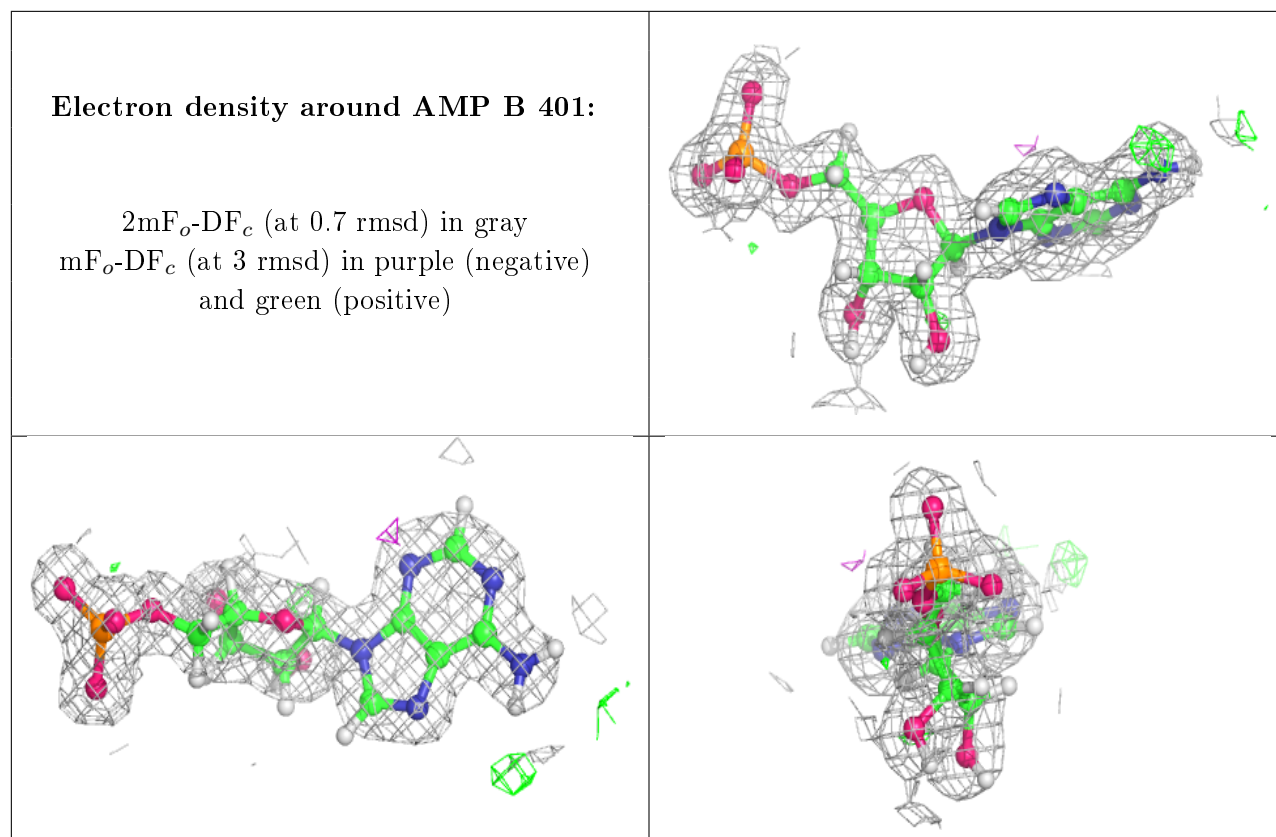 Electron density around AMP B 401:
2mFo-DFc (at 0.7 rmsd) in gray
mFo-DFc (at 3 rmsd) in purple (negative)
and green (positive)